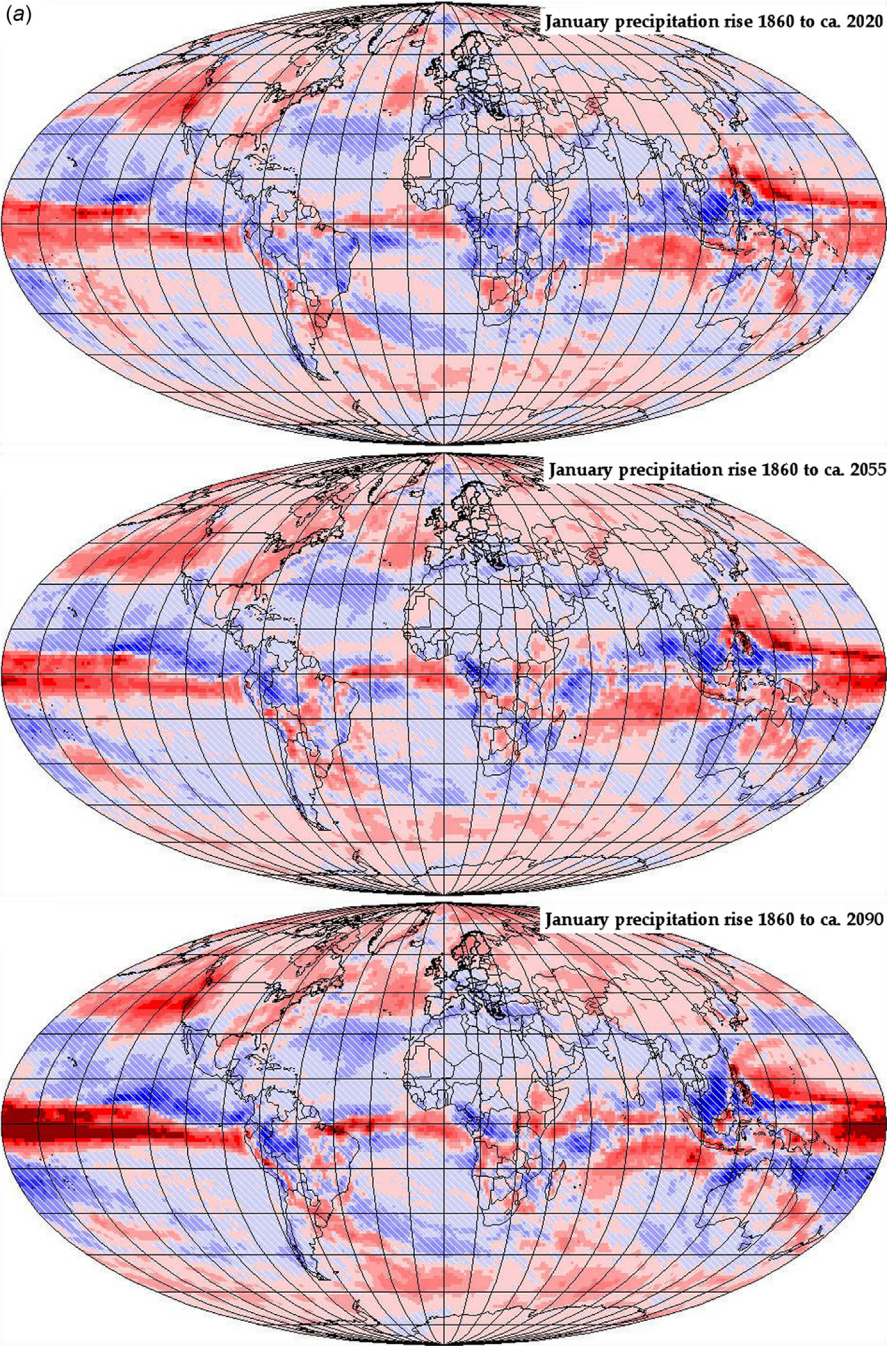 (a)
January precipitation rise 1860 to ca. 2020
January precipitation rise 1860 to ca. 2055
January precipitation rise 1860 to ca. 2090